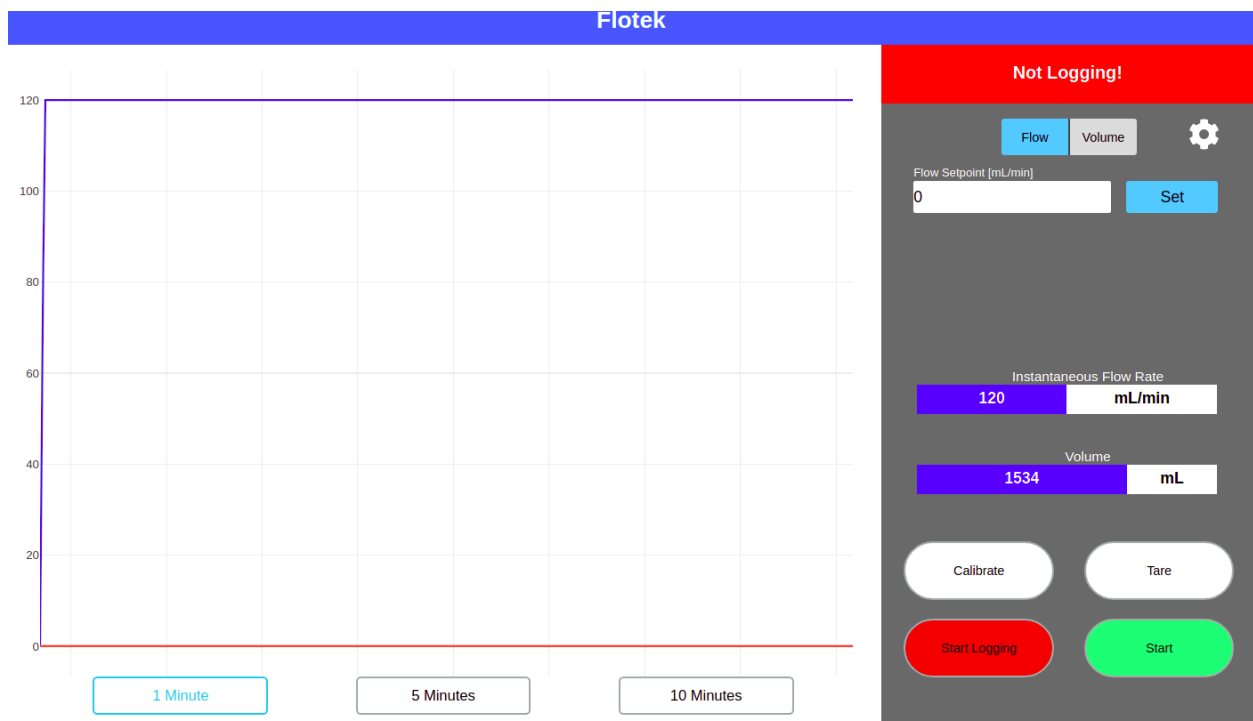 Flotek
Not Logging!
Flow Volume
Flow Setpoint [mL/min]
0 Set
120
100
80
60
40
20
0
Instantaneous Flow Rate
120 mL/min
Volume
1534 mL
Calibrate Tare
Start Logging Start
1 Minute 5 Minutes 10 Minutes